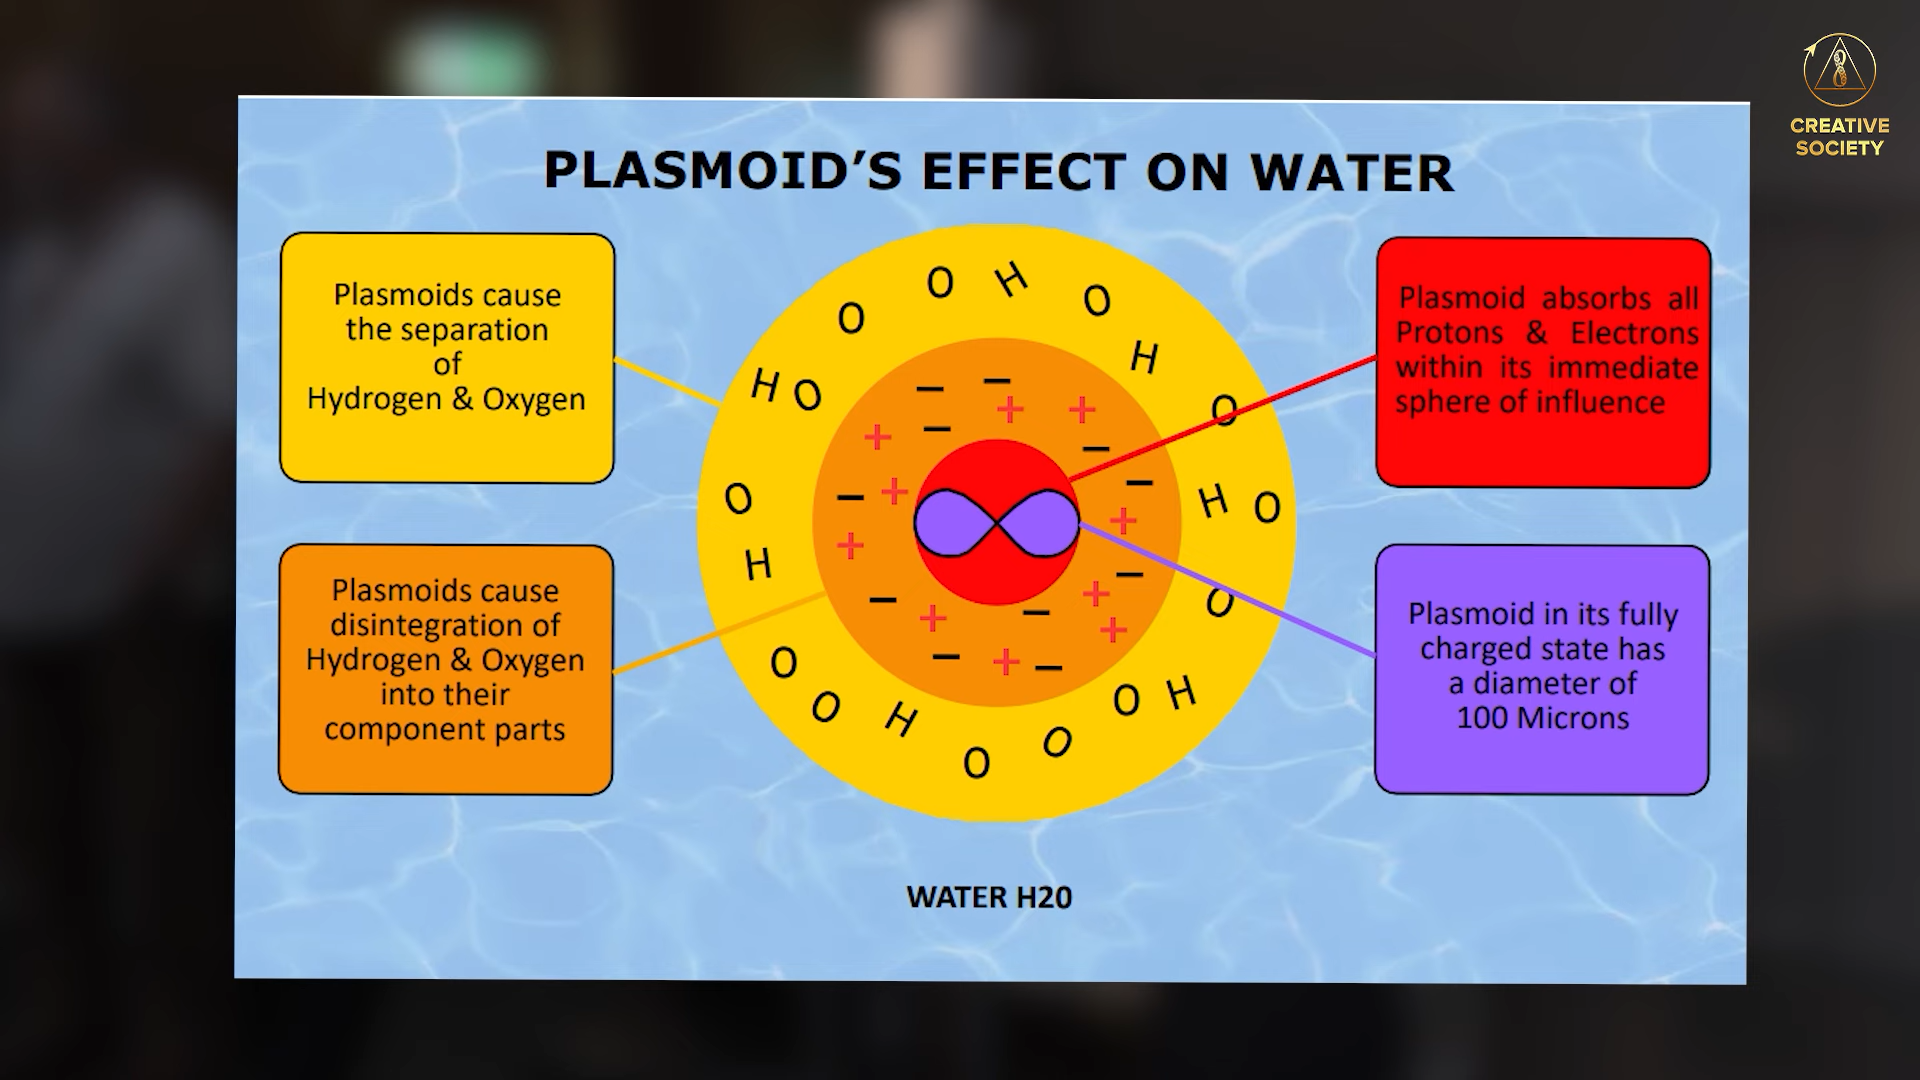 CREATIVE
SOCIETY
PLASMOID'S EFFECT ON WATER
Plasmoids cause
the separation
of
Hydrogen & Oxygen
Plasmoids cause
disintegration of
Hydrogen & Oxygen
into their
component parts
O H O
O
H
H O
O
– –
+ +
–
+
–
– +
–
O
H O
+
+
H
–
–
+
O
+
–
+
–
+
–
O
O
H
O H
O
O
Plasmoid absorbs all
Protons & Electrons
within its immediate
sphere of influence
Plasmoid in its fully
charged state has
a diameter of
100 Microns
WATER H20